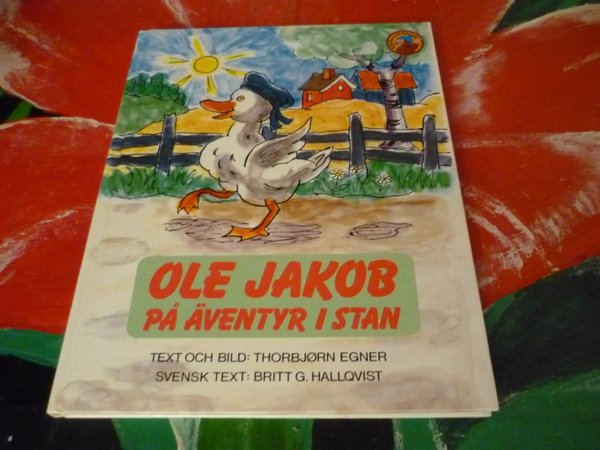 OLE JAKOB
PÅ ÄVENTYR I STAN
TEXT OCH BILD: THORBJØRN EGNER
SVENSK TEXT: BRITT G. HALLQVIST